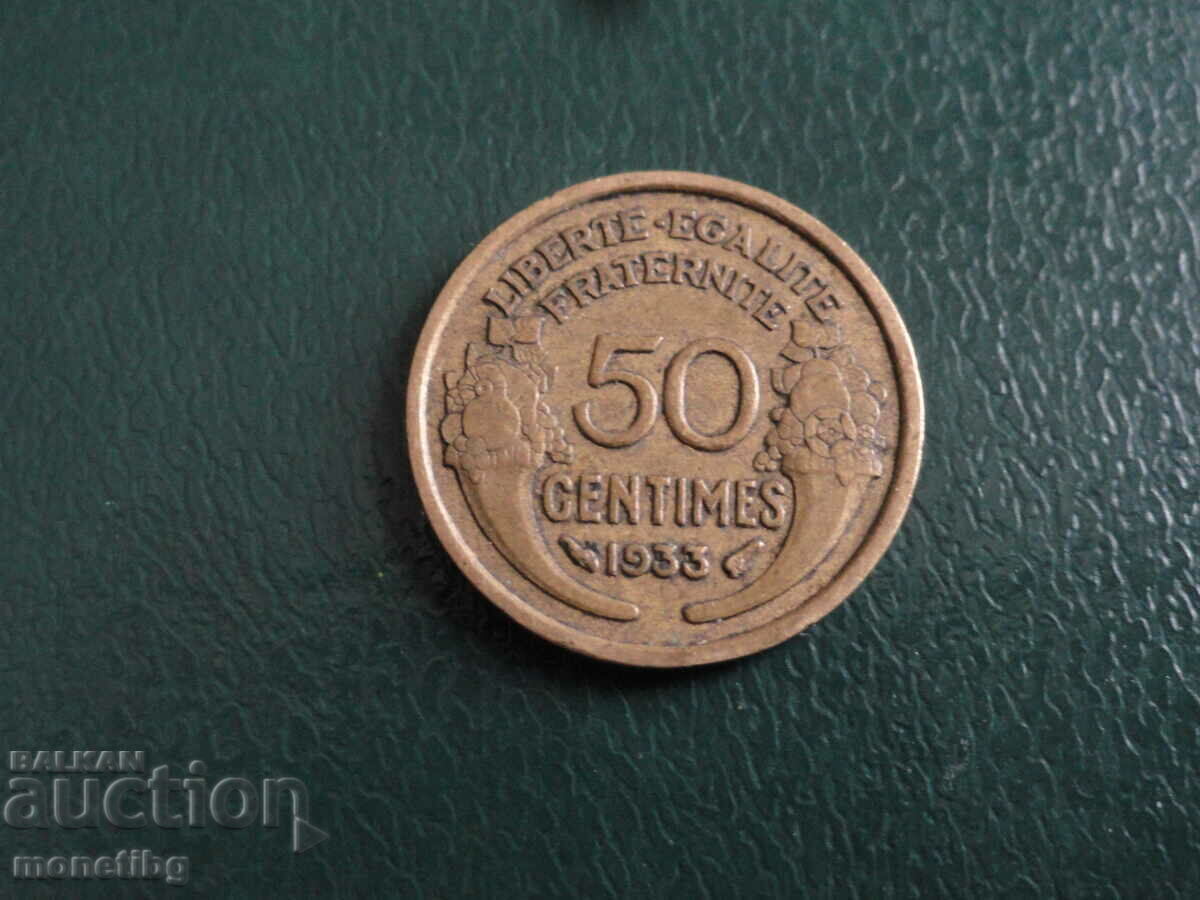 LIBERTE · EGALITE
FRATERNITE
50
CENTIMES
1933
BALKAN
auction
monetibg